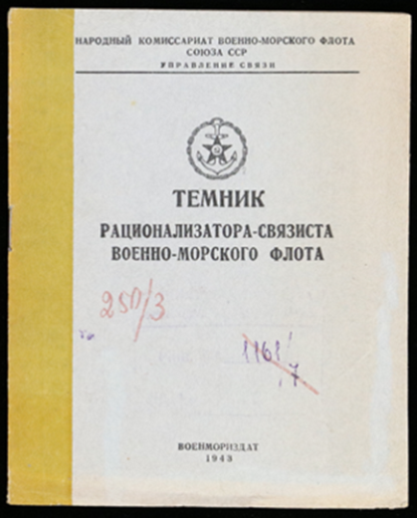 НАРОДНЫЙ КОМИССАРИАТ ВОЕННО-МОРСКОГО ФЛОТА
СОЮЗА ССР
УПРАВЛЕНИЕ СВЯЗИ
ТЕМНИК
РАЦИОНАЛИЗАТОРА-СВЯЗИСТА
ВОЕННО-МОРСКОГО ФЛОТА
250/3
1161
7
ВОЕНМОРИЗДАТ
1943